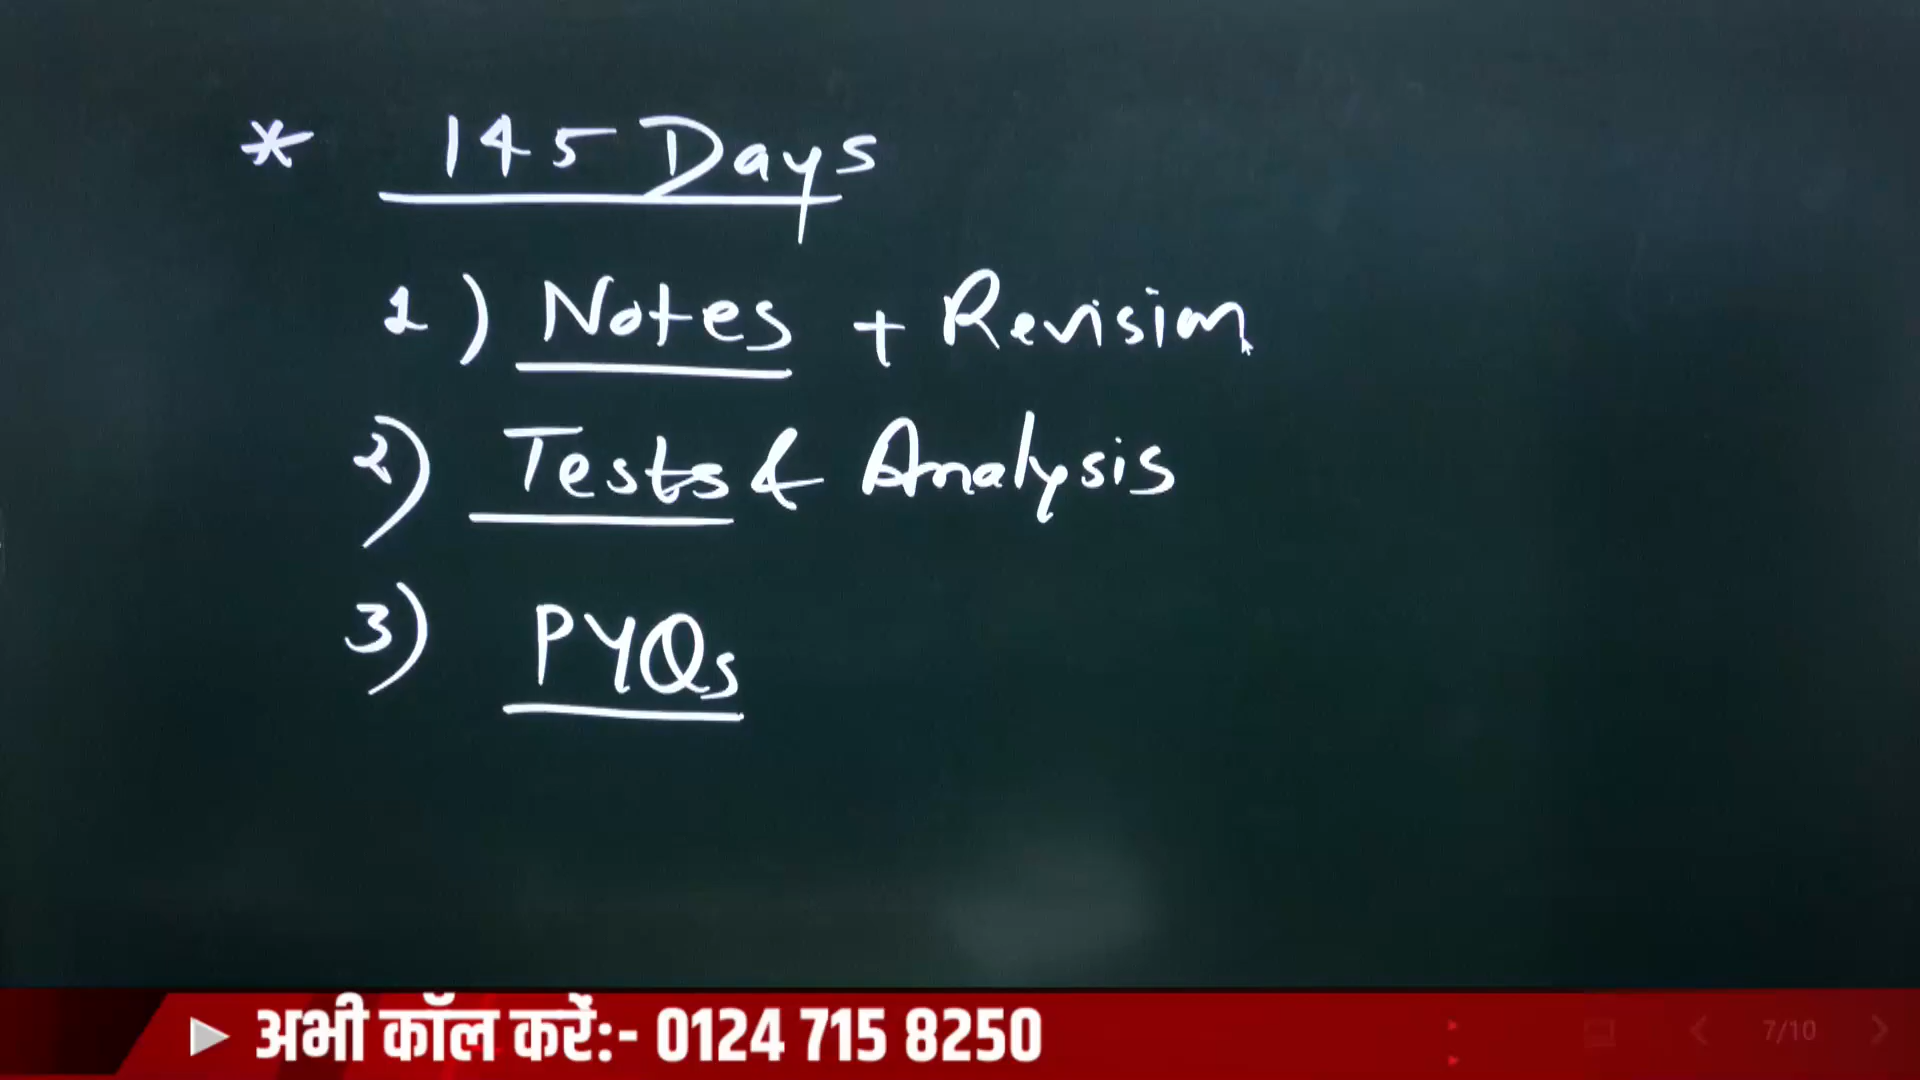 * 145 Days
1) Notes + Revision
2) Tests & Analysis
3) PYQs
अभी कॉल करें:- 0124 715 8250
7/10